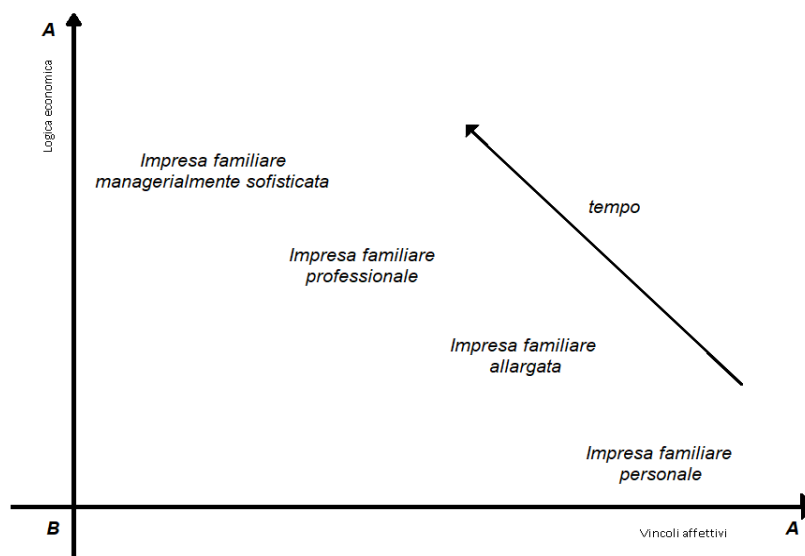 A
Logica economica
Impresa familiare
managerialmente sofisticata
tempo
Impresa familiare
professionale
Impresa familiare
allargata
Impresa familiare
personale
B
Vincoli affettivi
A